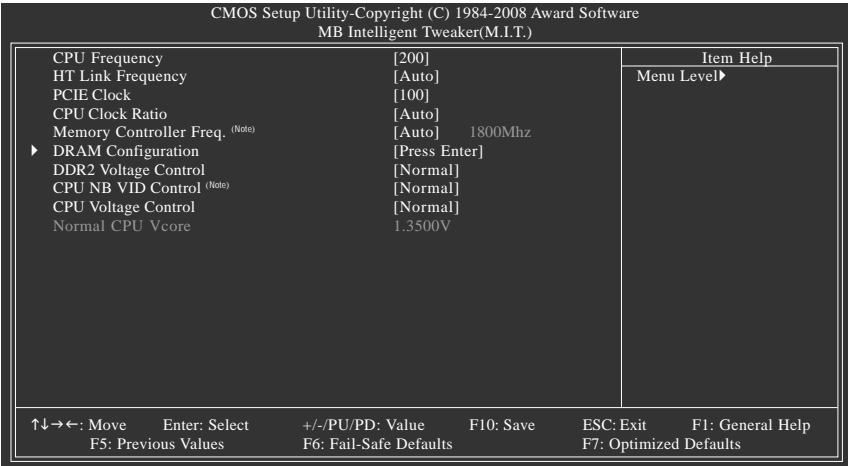 CMOS Setup Utility-Copyright (C) 1984-2008 Award Software
MB Intelligent Tweaker(M.I.T.)
CPU Frequency [200]
HT Link Frequency [Auto]
PCIE Clock [100]
CPU Clock Ratio [Auto]
Memory Controller Freq. (Note) [Auto] 1800Mhz
DRAM Configuration [Press Enter]
DDR2 Voltage Control [Normal]
CPU NB VID Control (Note) [Normal]
CPU Voltage Control [Normal]
Normal CPU Vcore 1.3500V
Item Help
Menu Level
↑↓→←: Move Enter: Select +/-/PU/PD: Value F10: Save ESC: Exit F1: General Help
F5: Previous Values F6: Fail-Safe Defaults F7: Optimized Defaults